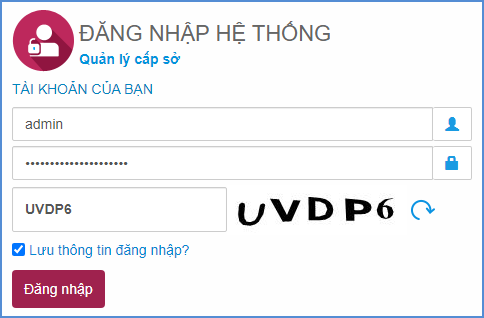 ĐĂNG NHẬP HỆ THỐNG
Quản lý cấp sở
TÀI KHOẢN CỦA BẠN
admin
•••••••••••••••••••••
UVDP6 UVDP6
Lưu thông tin đăng nhập?
Đăng nhập